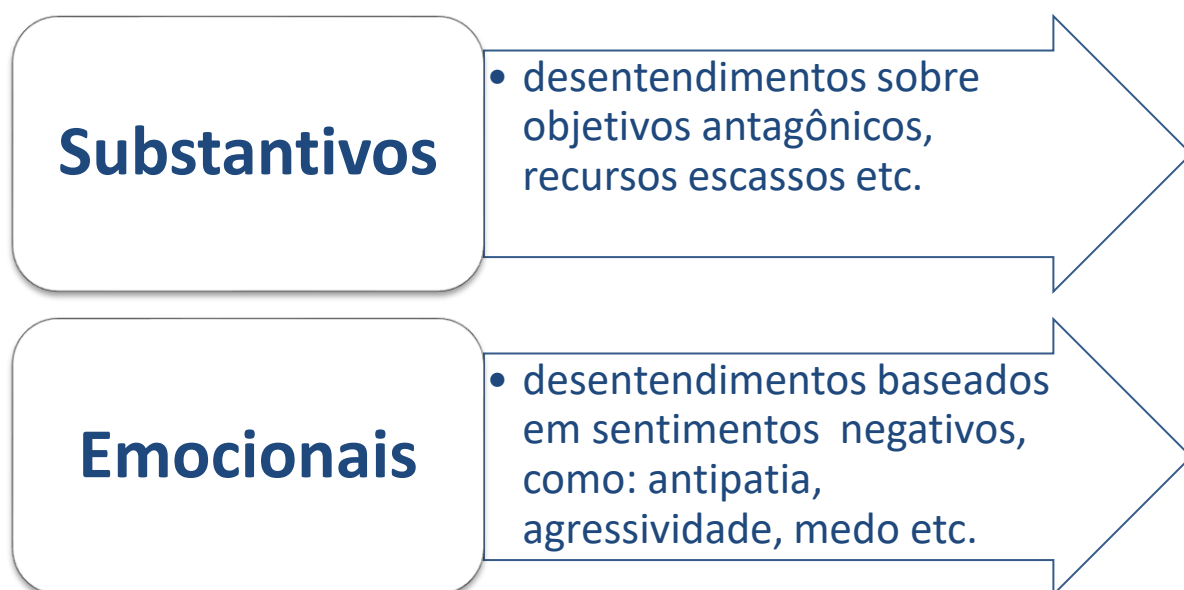 Substantivos
• desentendimentos sobre
objetivos antagônicos,
recursos escassos etc.
Emocionais
• desentendimentos baseados
em sentimentos  negativos,
como: antipatia,
agressividade, medo etc.